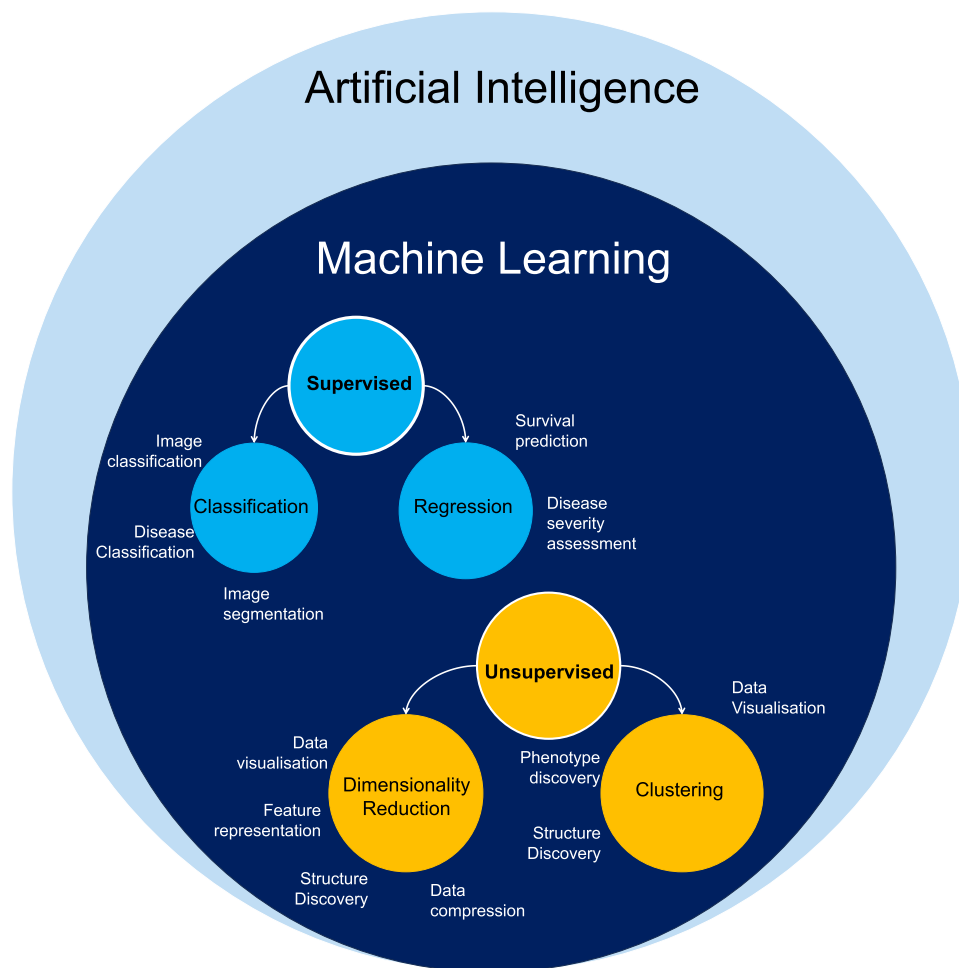 Artificial Intelligence
Machine Learning
Supervised
Image
classification
Classification
Disease
Classification
Image
segmentation
Survival
prediction
Regression
Disease
severity
assessment
Unsupervised
Data
visualisation
Dimensionality
Reduction
Feature
representation
Structure
Discovery
Data
compression
Data
Visualisation
Phenotype
discovery
Clustering
Structure
Discovery